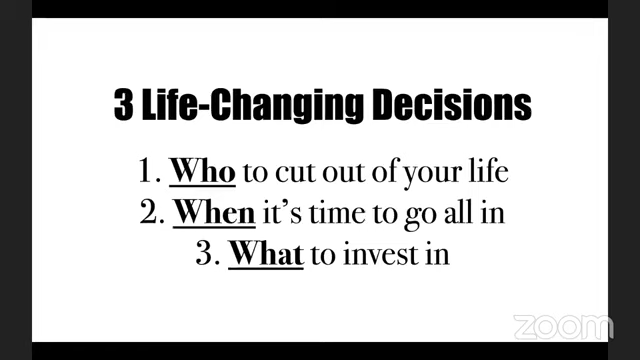 3 Life-Changing Decisions
1. Who to cut out of your life
2. When it's time to go all in
3. What to invest in
zoom